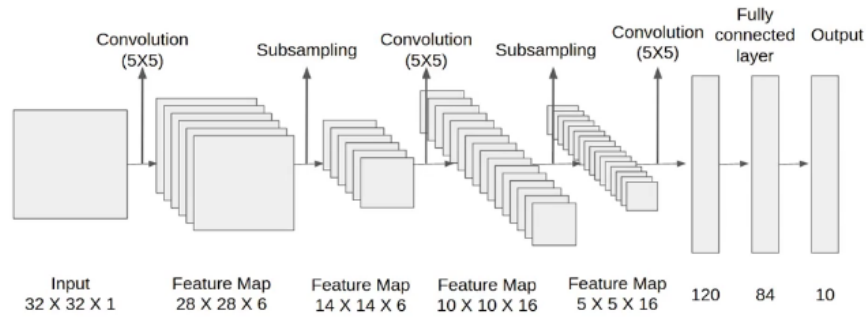 Convolution
(5X5)
Subsampling
Convolution
(5X5)
Subsampling
Convolution
(5X5)
Fully
connected
layer
Output
Input
32 X 32 X 1
Feature Map
28 X 28 X 6
Feature Map
14 X 14 X 6
Feature Map
10 X 10 X 16
Feature Map
5 X 5 X 16
120
84
10